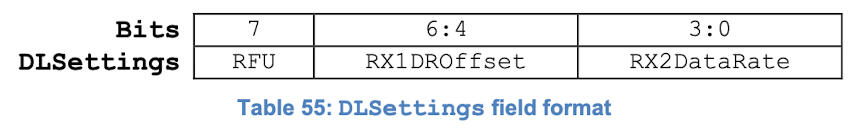 Bits 7 6:4 3:0
DLSettings RFU RX1DROffset RX2DataRate
Table 55: DLSettings field format